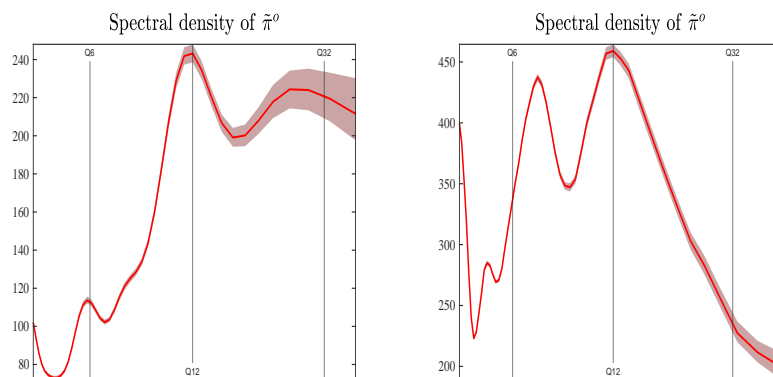 Spectral density of π̃ᵒ
Q6
Q32
240
220
200
180
160
140
120
100
80
Q12
Spectral density of π̃ᵒ
Q6
Q32
450
400
350
300
250
200
Q12